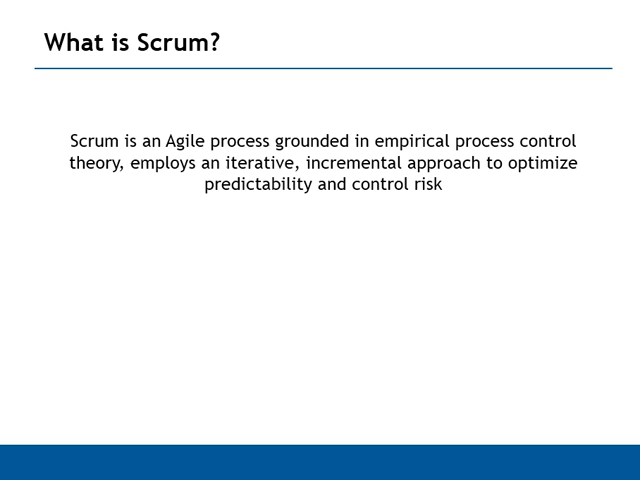 What is Scrum?
Scrum is an Agile process grounded in empirical process control
theory, employs an iterative, incremental approach to optimize
predictability and control risk